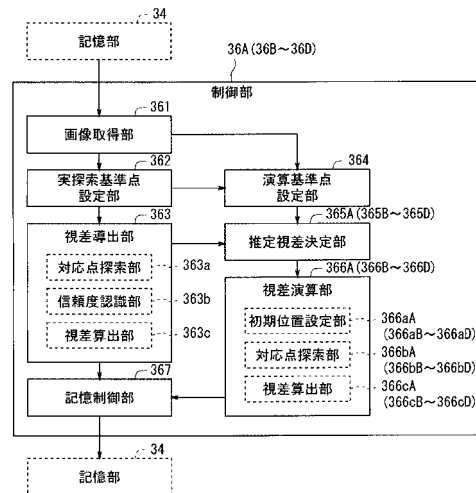 34
記憶部
36A(36B～36D)
制御部
361
画像取得部
362
実探索基準点
設定部
364
演算基準点
設定部
363
視差導出部
対応点探索部
363a
信頼度認識部
363b
視差算出部
363c
365A(365B～365D)
推定視差決定部
366A(366B～366D)
視差演算部
初期位置設定部
366aA
(366aB～366aD)
対応点探索部
366bA
(366bB～366bD)
視差算出部
366cA
(366cB～366cD)
367
記憶制御部
34
記憶部